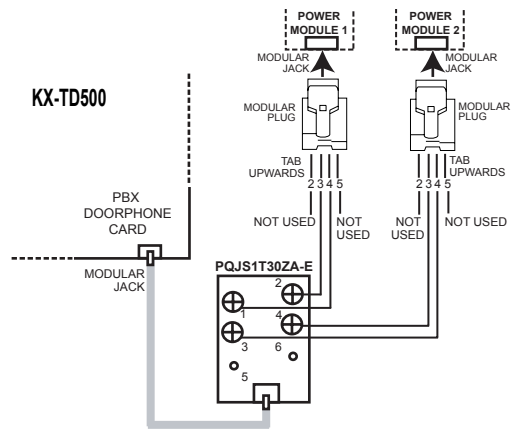 POWER
MODULE 1
MODULAR
JACK
MODULAR
PLUG
TAB
UPWARDS
2 3 4 5
NOT USED
NOT
USED
POWER
MODULE 2
MODULAR
JACK
MODULAR
PLUG
TAB
UPWARDS
2 3 4 5
NOT
USED
NOT USED
KX-TD500
PBX
DOORPHONE
CARD
MODULAR
JACK
PQJS1T30ZA-E
2
1
4
3
6
5